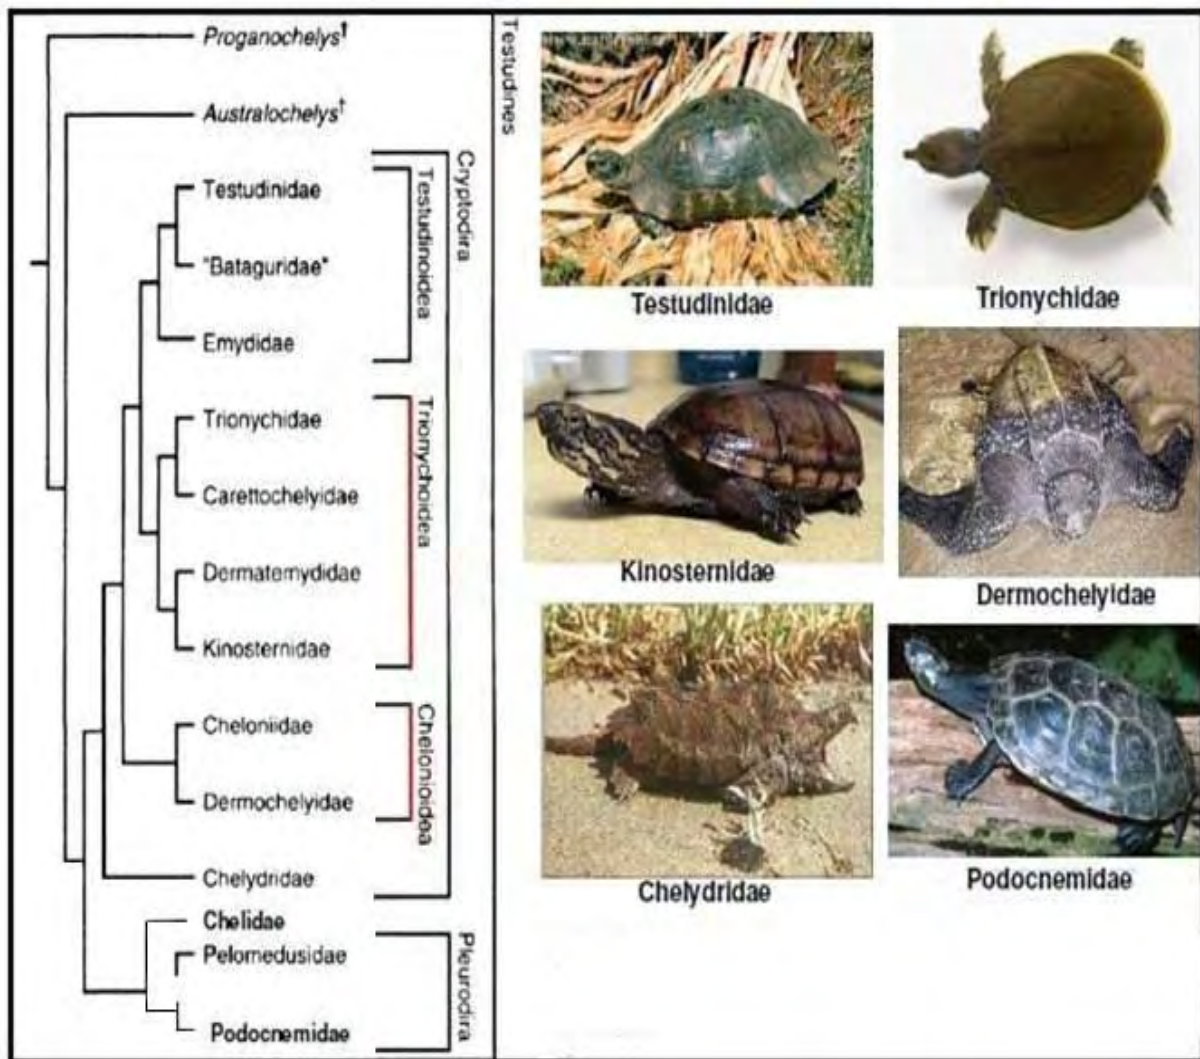 Proganochelys†
Australochelys†
Testudinidae
"Bataguridae"
Emydidae
Trionychidae
Carettochelyidae
Dermatemydidae
Kinosternidae
Cheloniidae
Dermochelyidae
Chelydridae
Chelidae
Pelomedusidae
Podocnemidae
Testudinoidea
Trionychoidea
Chelonioidea
Cryptodira
Pleurodira
Testudines
Testudinidae
Trionychidae
Kinosternidae
Dermochelyidae
Chelydridae
Podocnemidae